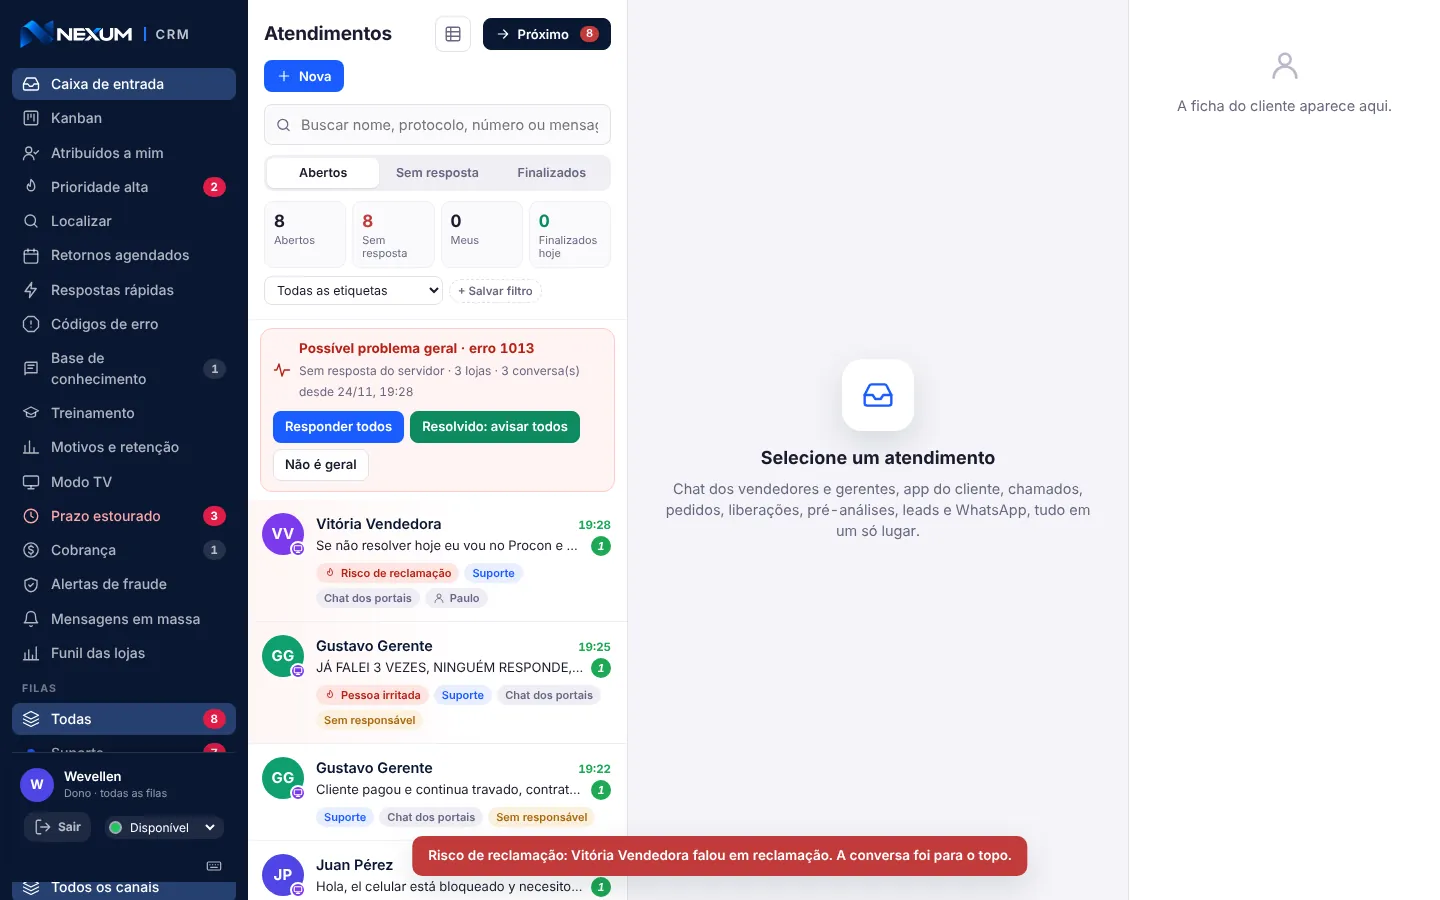 NEXUM | CRM
Caixa de entrada
Kanban
Atribuídos a mim
Prioridade alta 2
Localizar
Retornos agendados
Respostas rápidas
Códigos de erro
Base de
conhecimento 1
Treinamento
Motivos e retenção
Modo TV
Prazo estourado 3
Cobrança 1
Alertas de fraude
Mensagens em massa
Funil das lojas
FILAS
Todas 8
Suporte 7
W
Wevellen
Dono · todas as filas
Sair
Disponível
Todos os canais
Atendimentos
Próximo 8
Nova
Buscar nome, protocolo, número ou mensag
Abertos
Sem resposta
Finalizados
8
Abertos
8
Sem
resposta
0
Meus
0
Finalizados
hoje
Todas as etiquetas
+ Salvar filtro
Possível problema geral · erro 1013
Sem resposta do servidor · 3 lojas · 3 conversa(s)
desde 24/11, 19:28
Responder todos
Resolvido: avisar todos
Não é geral
VV
Vitória Vendedora 19:28
Se não resolver hoje eu vou no Procon e ... 1
Risco de reclamação
Suporte
Chat dos portais
Paulo
GG
Gustavo Gerente 19:25
JÁ FALEI 3 VEZES, NINGUÉM RESPONDE,... 1
Pessoa irritada
Suporte
Chat dos portais
Sem responsável
GG
Gustavo Gerente 19:22
Cliente pagou e continua travado, contrat... 1
Suporte
Chat dos portais
Sem responsável
JP
Juan Pérez
Hola, el celular está bloqueado y necesito... 1
Selecione um atendimento
Chat dos vendedores e gerentes, app do cliente, chamados,
pedidos, liberações, pré-análises, leads e WhatsApp, tudo em
um só lugar.
A ficha do cliente aparece aqui.
Risco de reclamação: Vitória Vendedora falou em reclamação. A conversa foi para o topo.